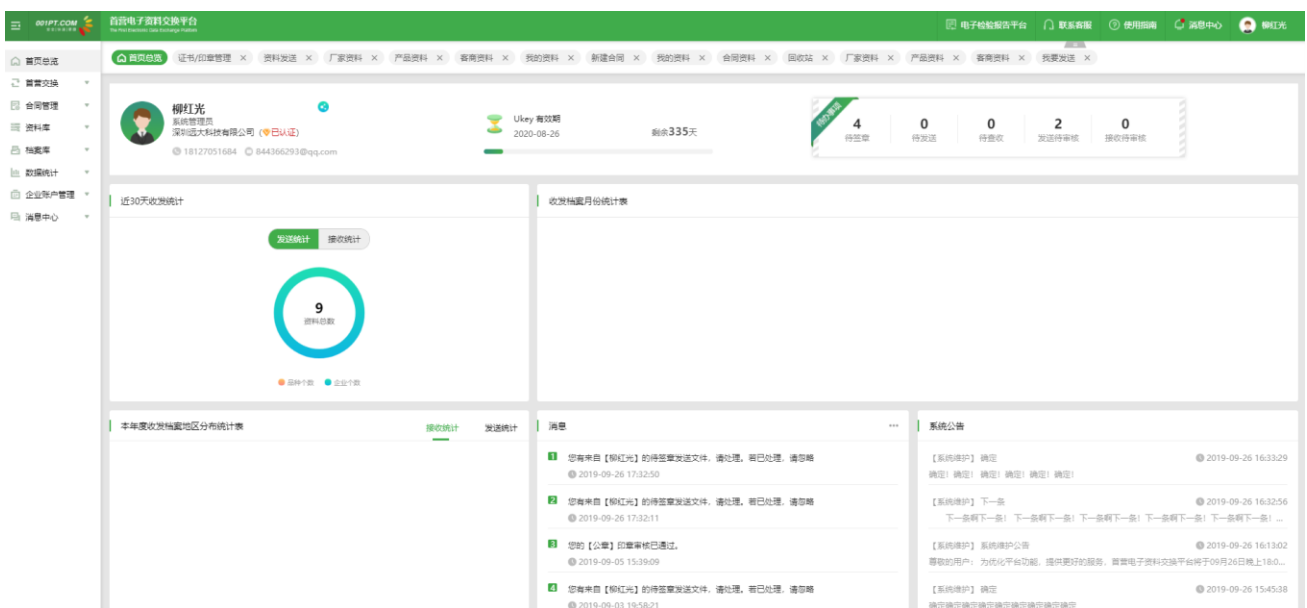 001PT.COM
首营电子资料交换平台
The First Electronic Data Exchange Platform
电子检验报告平台
联系客服
使用指南
消息中心
柳红光
首页总览
首营交换
合同管理
资料库
档案库
数据统计
企业账户管理
消息中心
首页总览 证书/印章管理 × 资料发送 × 厂家资料 × 产品资料 × 客商资料 × 我的资料 × 新建合同 × 我的资料 × 合同资料 × 回收站 × 厂家资料 × 产品资料 × 客商资料 × 我要发送 ×
柳红光
系统管理员
深圳远大科技有限公司 (已认证)
18127051684 844366293@qq.com
Ukey 有效期
2020-08-26
剩余335天
待办事项
4 0 0 2 0
待签章 待发送 待查收 发送待审核 接收待审核
近30天收发统计
发送统计 接收统计
9
资料总数
品种个数 企业个数
收发档案月份统计表
本年度收发档案地区分布统计表
接收统计 发送统计
消息
...
1 您有来自【柳红光】的待签章发送文件，请处理。若已处理，请忽略
2019-09-26 17:32:50
2 您有来自【柳红光】的待签章发送文件，请处理。若已处理，请忽略
2019-09-26 17:32:11
3 您的【公章】印章审核已通过。
2019-09-05 15:39:09
4 您有来自【柳红光】的待签章发送文件，请处理。若已处理，请忽略
2019-09-03 19:58:21
系统公告
【系统维护】确定 2019-09-26 16:33:29
确定！确定！ 确定！确定！确定！确定！
【系统维护】下一条 2019-09-26 16:32:56
下一条啊下一条！下一条啊下一条！下一条啊下一条！下一条啊下一条！下一条啊下一条！...
【系统维护】系统维护公告 2019-09-26 16:13:02
尊敬的用户： 为优化平台功能，提供更好的服务，首营电子资料交换平台将于09月26日晚上18:0...
【系统维护】确定 2019-09-26 15:45:38
确定确定确定确定确定确定确定确定确定